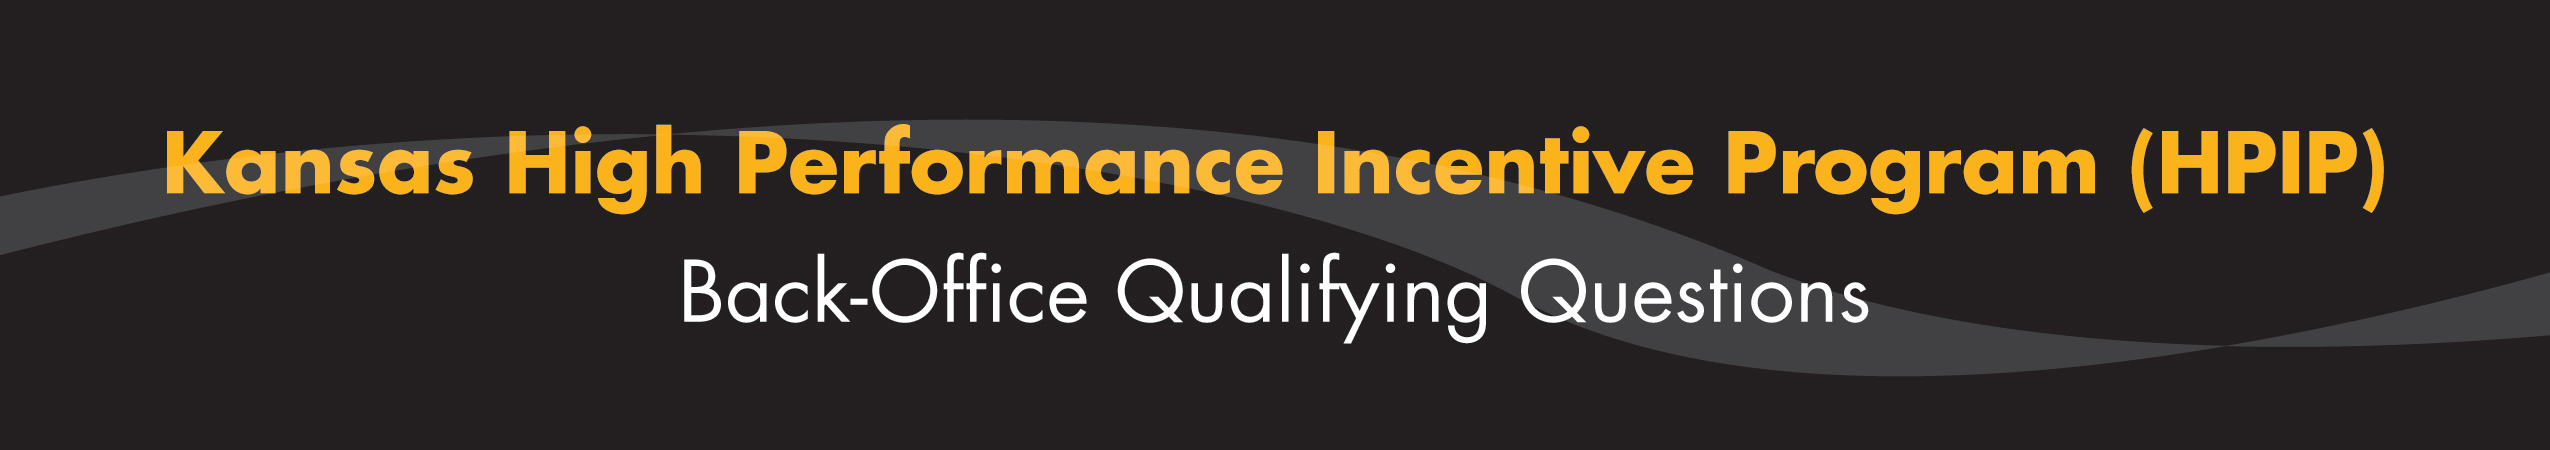 Kansas High Performance Incentive Program (HPIP)
Back-Office Qualifying Questions